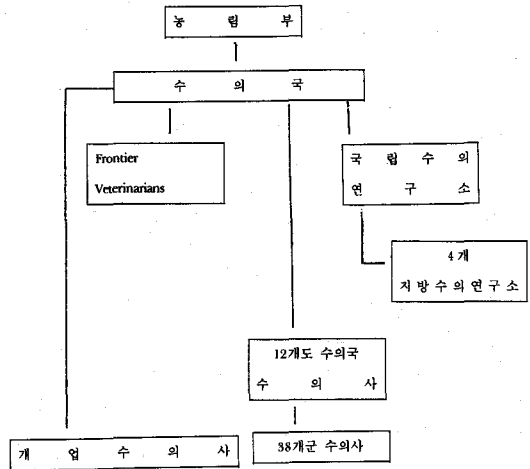 농 림 부
수 의 국
Frontier
Veterinarians
국 립 수 의
연 구 소
4 개
지 방 수 의 연 구 소
12개도 수의국
수 의 사
개 업 수 의 사
38개군 수의사